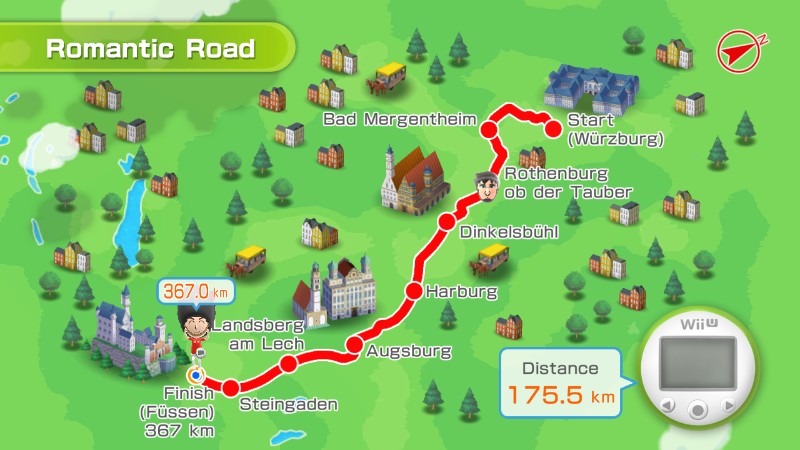 Romantic Road
N
Bad Mergentheim
Start
(Würzburg)
Rothenburg
ob der Tauber
Dinkelsbühl
Harburg
367.0 km
Landsberg
am Lech
Augsburg
Wii U
Distance
175.5 km
Steingaden
Finish
(Füssen)
367 km